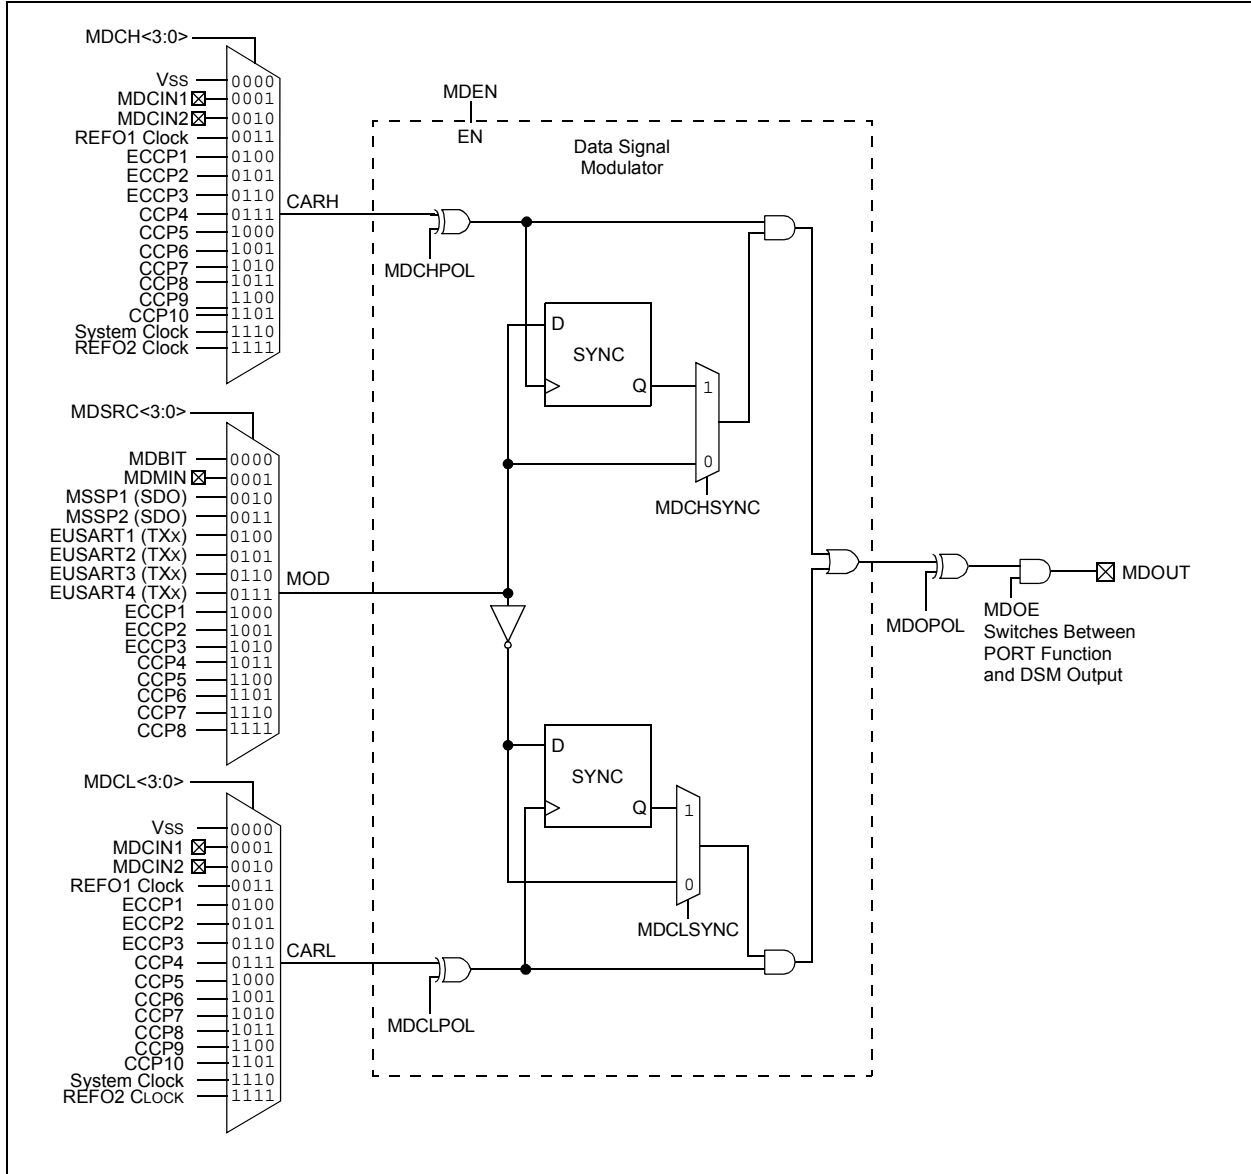 MDCH<3:0>
VSS 0000
MDCIN1 0001
MDCIN2 0010
REFO1 Clock 0011
ECCP1 0100
ECCP2 0101
ECCP3 0110
CCP4 0111
CCP5 1000
CCP6 1001
CCP7 1010
CCP8 1011
CCP9 1100
CCP10 1101
System Clock 1110
REFO2 Clock 1111
CARH
MDSRC<3:0>
MDBIT 0000
MDMIN 0001
MSSP1 (SDO) 0010
MSSP2 (SDO) 0011
EUSART1 (TXx) 0100
EUSART2 (TXx) 0101
EUSART3 (TXx) 0110
EUSART4 (TXx) 0111
ECCP1 1000
ECCP2 1001
ECCP3 1010
CCP4 1011
CCP5 1100
CCP6 1101
CCP7 1110
CCP8 1111
MOD
MDCL<3:0>
VSS 0000
MDCIN1 0001
MDCIN2 0010
REFO1 Clock 0011
ECCP1 0100
ECCP2 0101
ECCP3 0110
CCP4 0111
CCP5 1000
CCP6 1001
CCP7 1010
CCP8 1011
CCP9 1100
CCP10 1101
System Clock 1110
REFO2 CLOCK 1111
CARL
MDEN
EN
Data Signal
Modulator
MDCHPOL
D
SYNC
Q
1
0
MDCHSYNC
D
SYNC
Q
1
0
MDCLSYNC
MDCLPOL
MDOPOL
MDOUT
MDOE
Switches Between
PORT Function
and DSM Output